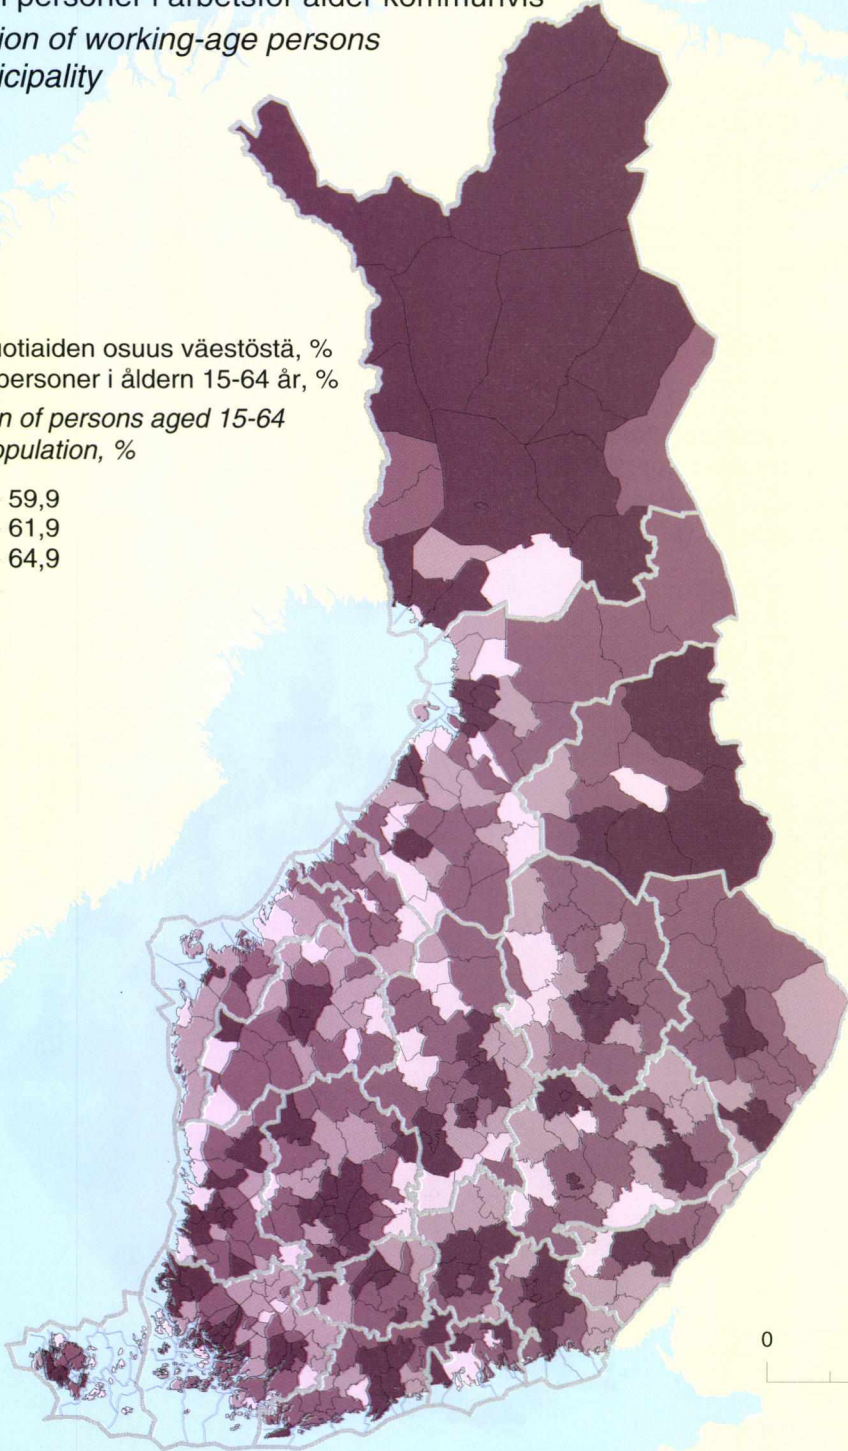 personer i arbetsför ålder kommunvis
ion of working-age persons
icipality
uotiaiden osuus väestöstä, %
personer i åldern 15-64 år, %
n of persons aged 15-64
opulation, %
59,9
61,9
64,9
0